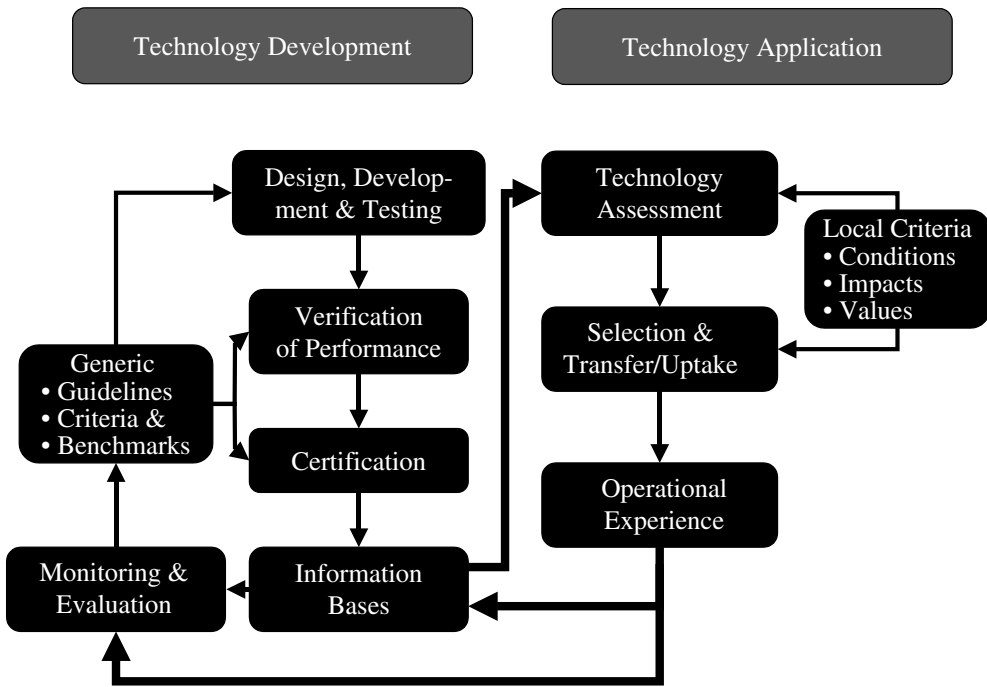 Technology Development
Technology Application
Design, Develop-
ment & Testing
Verification
of Performance
Generic
• Guidelines
• Criteria &
• Benchmarks
Certification
Monitoring &
Evaluation
Information
Bases
Technology
Assessment
Local Criteria
• Conditions
• Impacts
• Values
Selection &
Transfer/Uptake
Operational
Experience